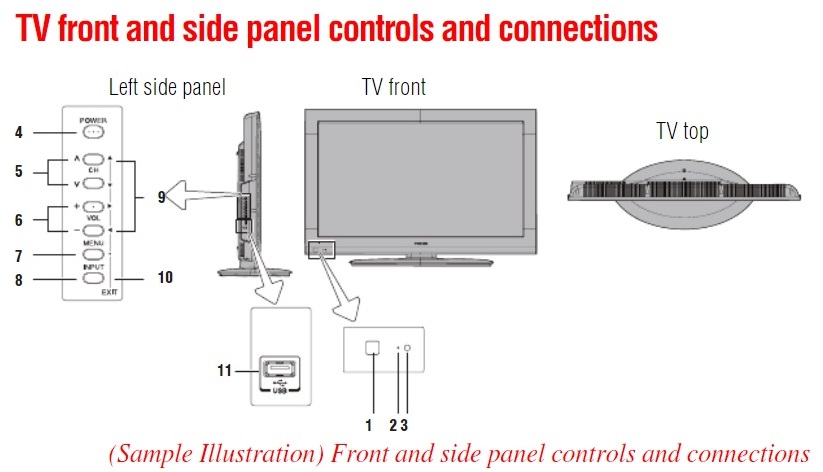 TV front and side panel controls and connections
Left side panel
TV front
TV top
POWER
4
5
CH
9
6
VOL
7
MENU
8
INPUT
10
EXIT
11
USB
1
2 3
(Sample Illustration) Front and side panel controls and connections